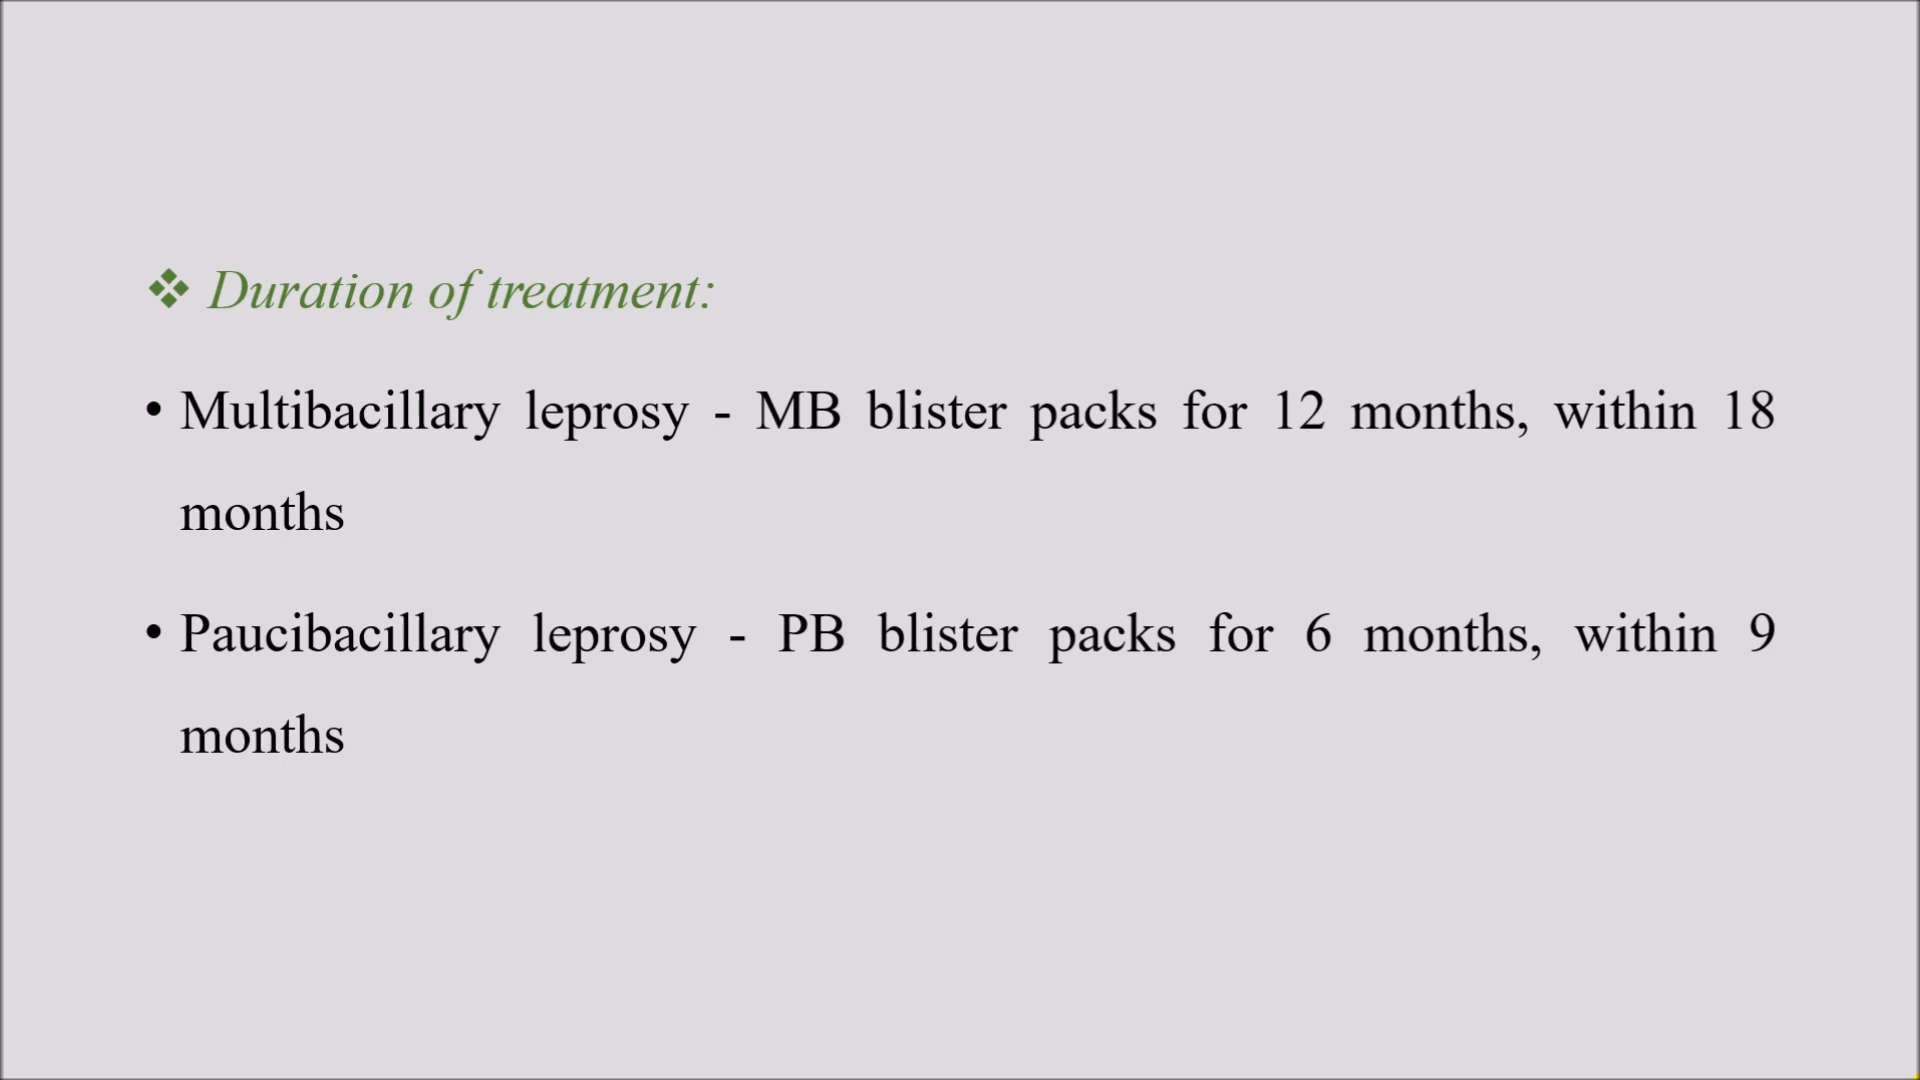 ❖ Duration of treatment:
• Multibacillary leprosy - MB blister packs for 12 months, within 18
months
• Paucibacillary leprosy - PB blister packs for 6 months, within 9
months